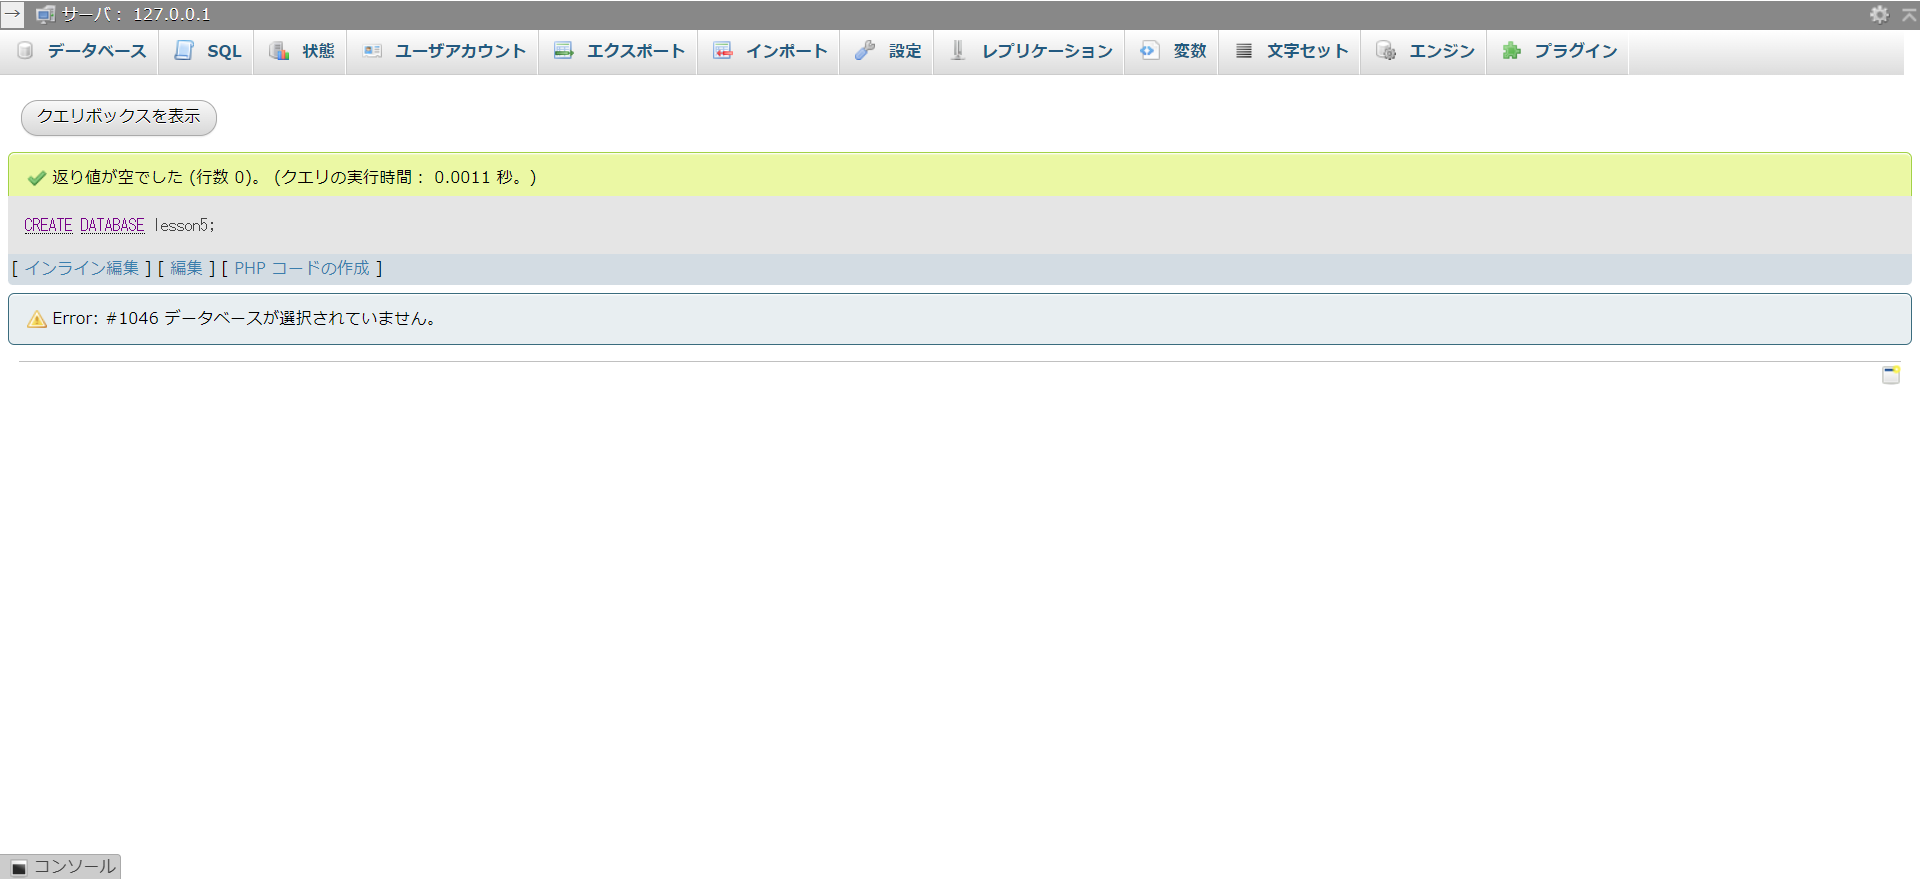 サーバ： 127.0.0.1
データベース SQL 状態 ユーザアカウント エクスポート インポート 設定 レプリケーション 変数 文字セット エンジン プラグイン
クエリボックスを表示
返り値が空でした (行数 0)。 (クエリの実行時間： 0.0011 秒。)
CREATE DATABASE lesson5;
[ インライン編集 ] [ 編集 ] [ PHP コードの作成 ]
Error: #1046 データベースが選択されていません。
コンソール